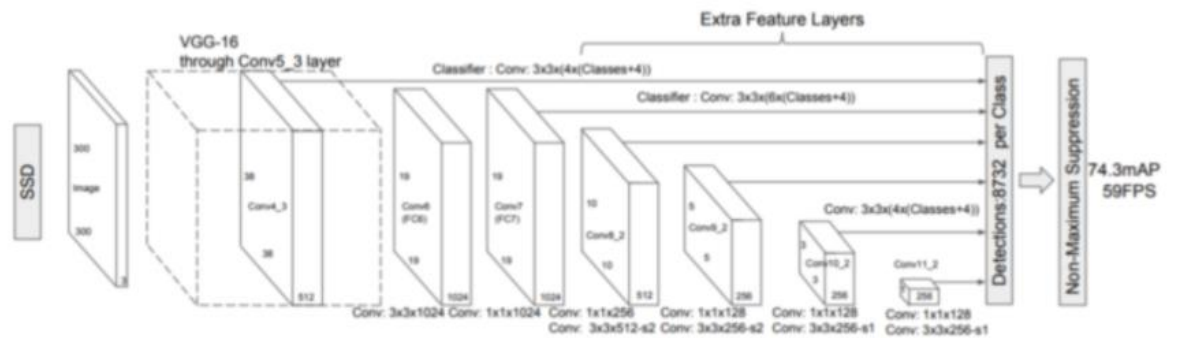 Extra Feature Layers
VGG-16
through Conv5_3 layer
Classifier : Conv: 3x3x(4x(Classes+4))
Classifier : Conv: 3x3x(6x(Classes+4))
SSD
300
Image
300
3
38
Conv4_3
38
512
19
Conv6
(FC6)
19
1024
19
Conv7
(FC7)
19
1024
10
Conv8_2
10
512
5
Conv9_2
5
256
Conv: 3x3x(4x(Classes+4))
3
Conv10_2
3
256
Conv11_2
256
Detections:8732 per Class
Non-Maximum Suppression
74.3mAP
59FPS
Conv: 3x3x1024
Conv: 1x1x1024
Conv: 1x1x256
Conv: 3x3x512-s2
Conv: 1x1x128
Conv: 3x3x256-s2
Conv: 1x1x128
Conv: 3x3x256-s1
Conv: 1x1x128
Conv: 3x3x256-s1